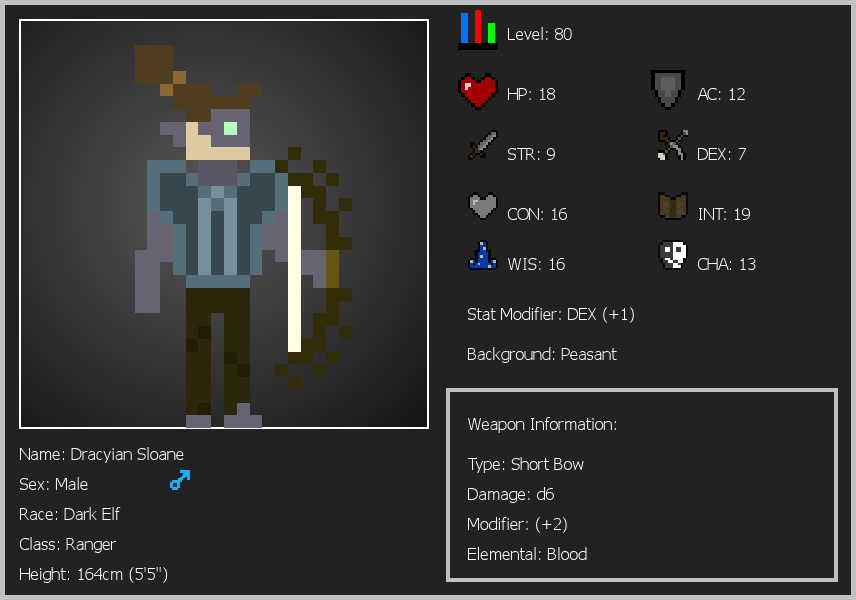 Level: 80
HP: 18
AC: 12
STR: 9
DEX: 7
CON: 16
INT: 19
WIS: 16
CHA: 13
Stat Modifier: DEX (+1)
Background: Peasant
Weapon Information:
Type: Short Bow
Damage: d6
Modifier: (+2)
Elemental: Blood
Name: Dracyian Sloane
Sex: Male
Race: Dark Elf
Class: Ranger
Height: 164cm (5'5")